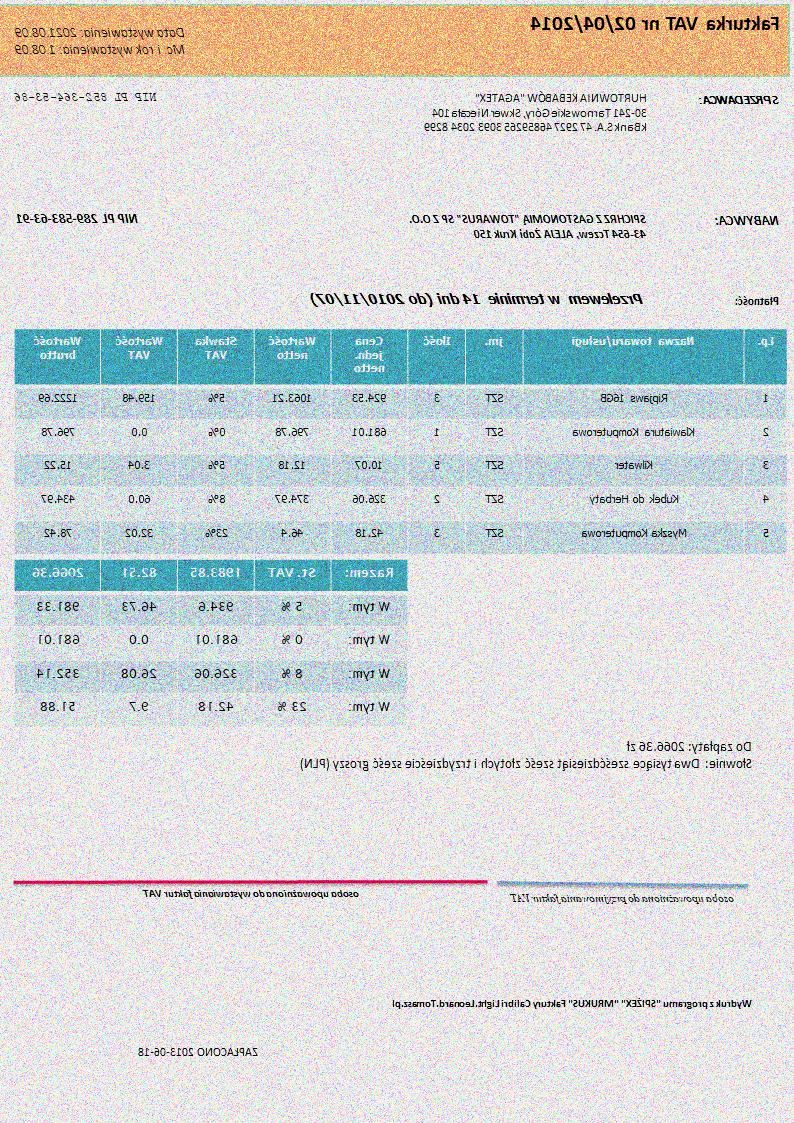 Fakturka VAT nr 02/04/2014
Data wystawienia: 2021.08.09
Mc i rok wystawienia: 1.08.09
SPRZEDAWCA:
HURTOWNIA KEBABÓW "AGATEX"
NIP PL 852-364-53-86
30-241 Tarnowskie Góry, Skwer Niecała 104
kBank S.A. 47 2927 4685 9265 3093 2034 8299
NABYWCA:
SPICHRZ Z GASTONOMIĄ "TOWARUS" SP Z O.O.
NIP PL 289-583-63-91
43-654 Tczew, ALEJA Żabi Kruk 150
Płatność:
Przelewem w terminie 14 dni (do 2010/11/07)
Lp. Nazwa towaru/usługi jm. Ilość Cena jedn. netto Wartość netto Stawka VAT Wartość VAT Wartość brutto
1 Ripjaws 16GB SZT 3 924.53 1063.21 5% 159.48 1222.69
2 Klawiatura Komputerowa SZT 1 681.01 796.78 0% 0.0 796.78
3 Klwater SZT 5 10.07 12.18 5% 3.04 15.22
4 Kubek do Herbaty SZT 2 326.06 374.97 8% 60.0 434.97
5 Myszka Komputerowa SZT 3 42.18 46.4 23% 32.02 78.42
Razem: St. VAT 1983.85 82.51 2066.36
W tym: 5 % 934.6 46.73 981.33
W tym: 0 % 681.01 0.0 681.01
W tym: 8 % 326.06 26.08 352.14
W tym: 23 % 42.18 9.7 51.88
Do zapłaty: 2066.36 zł
Słownie: Dwa tysiące sześćdziesiąt sześć złotych i trzydzieście sześć groszy (PLN)
osoba upoważniona do przyjmowania faktur VAT
osoba upoważniona do wystawiania faktur VAT
Wydruk z programu "SPIŻEX" "MRUKUS" Faktury Calibri Light.Leonard.Tomasz.pl
ZAPŁACONO 2013-06-18